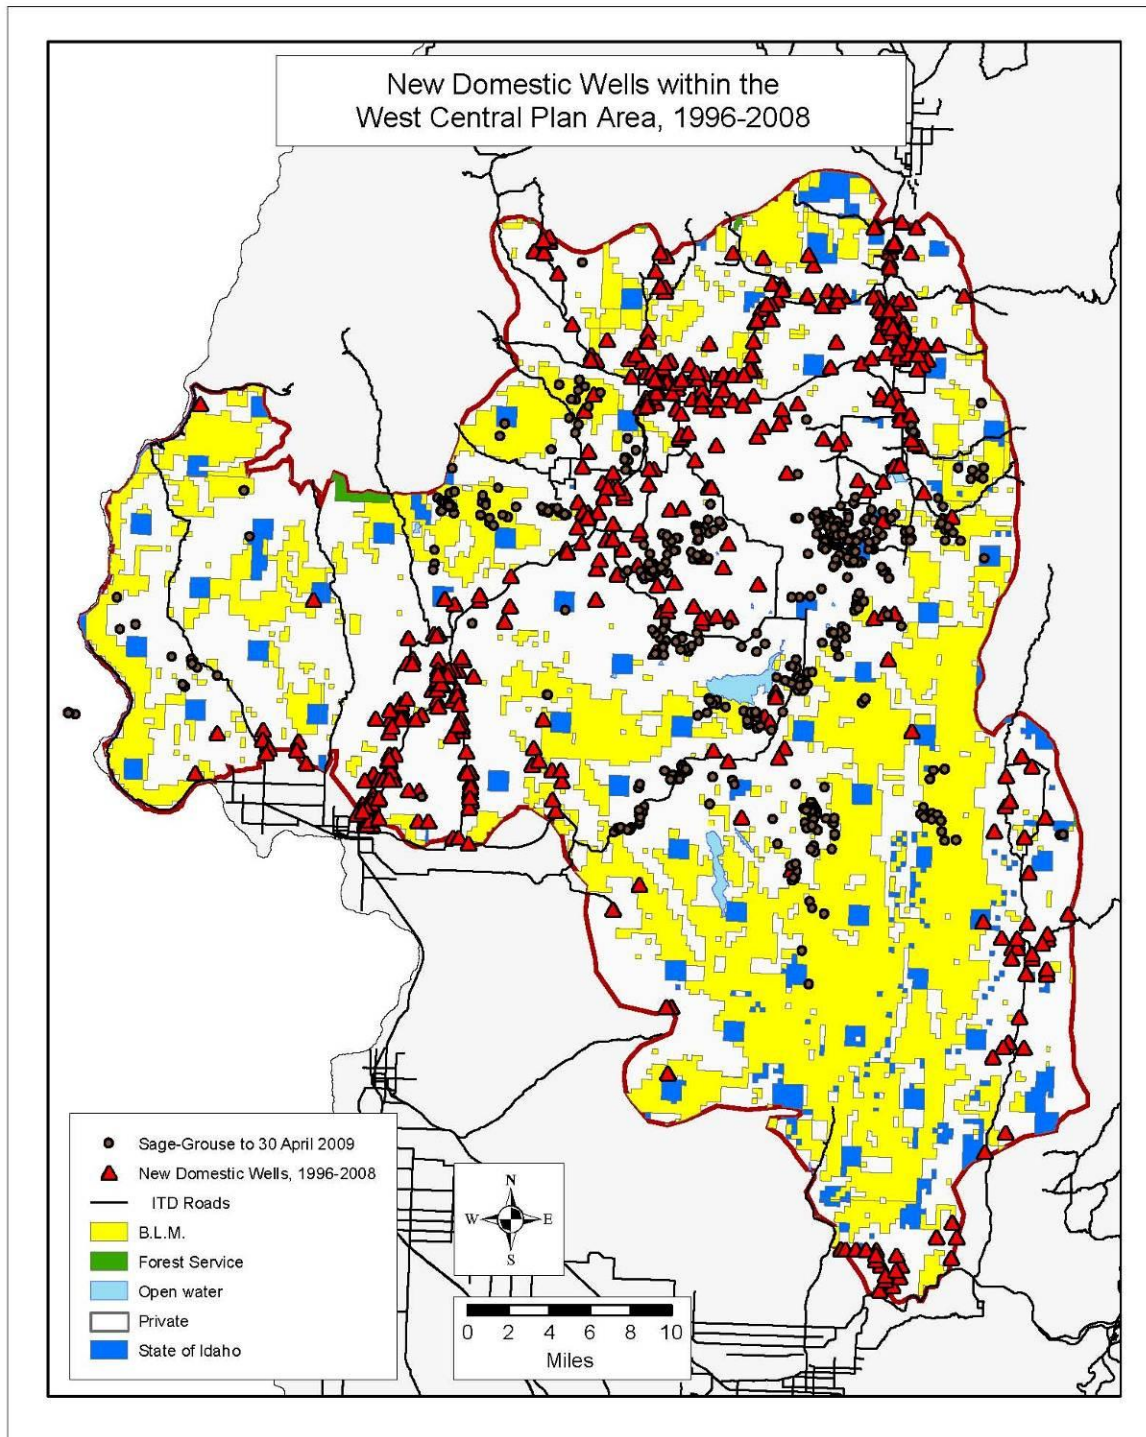 New Domestic Wells within the
West Central Plan Area, 1996-2008
Sage-Grouse to 30 April 2009
New Domestic Wells, 1996-2008
ITD Roads
B.L.M.
Forest Service
Open water
Private
State of Idaho
N
W E
S
0 2 4 6 8 10
Miles